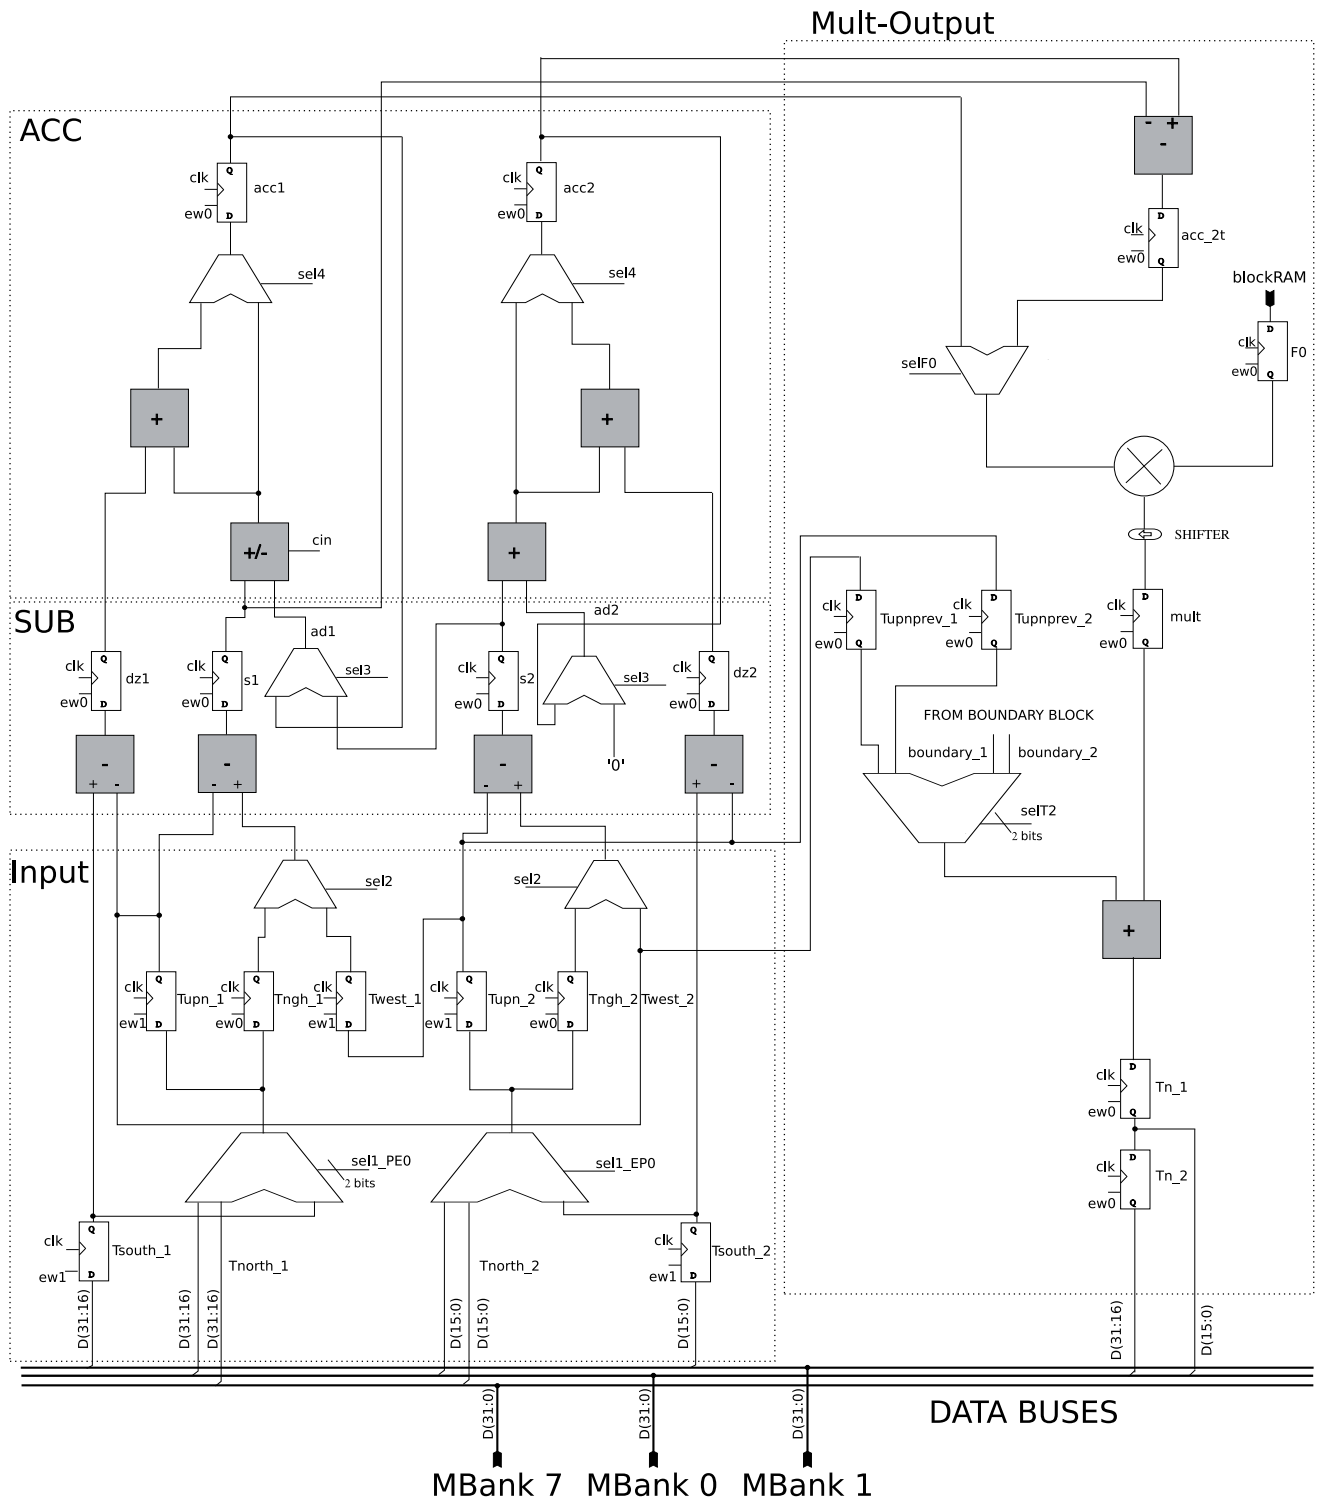 Mult-Output
ACC
- +
-
clk
Q
acc1
ew0
D
clk
Q
acc2
ew0
D
clk
D
acc_2t
ew0
Q
sel4
sel4
blockRAM
clk
D
F0
ew0
Q
selF0
+
+
+/-
cin
+
SHIFTER
SUB
ad1
ad2
clk
D
Tupnprev_1
ew0
Q
clk
D
Tupnprev_2
ew0
Q
clk
D
mult
ew0
Q
clk
Q
dz1
ew0
D
clk
Q
s1
ew0
D
sel3
clk
Q
s2
ew0
D
sel3
clk
Q
dz2
ew0
D
FROM BOUNDARY BLOCK
boundary_1
boundary_2
'0'
-
+ -
-
- +
-
- +
-
+ -
selT2
2 bits
Input
sel2
sel2
+
clk
Q
Tupn_1
ew1
D
clk
Q
Tngh_1
ew0
D
clk
Q
Twest_1
ew1
D
clk
Q
Tupn_2
ew1
D
clk
Q
Tngh_2
ew0
D
Twest_2
clk
D
Tn_1
ew0
Q
sel1_PE0
2 bits
sel1_EP0
clk
D
Tn_2
ew0
Q
clk
Q
Tsouth_1
ew1
D
Tnorth_1
Tnorth_2
clk
Q
Tsouth_2
ew1
D
D(31:16)
D(31:16)
D(31:16)
D(15:0)
D(15:0)
D(15:0)
D(31:16)
D(15:0)
D(31:0)
D(31:0)
D(31:0)
DATA BUSES
MBank 7
MBank 0
MBank 1